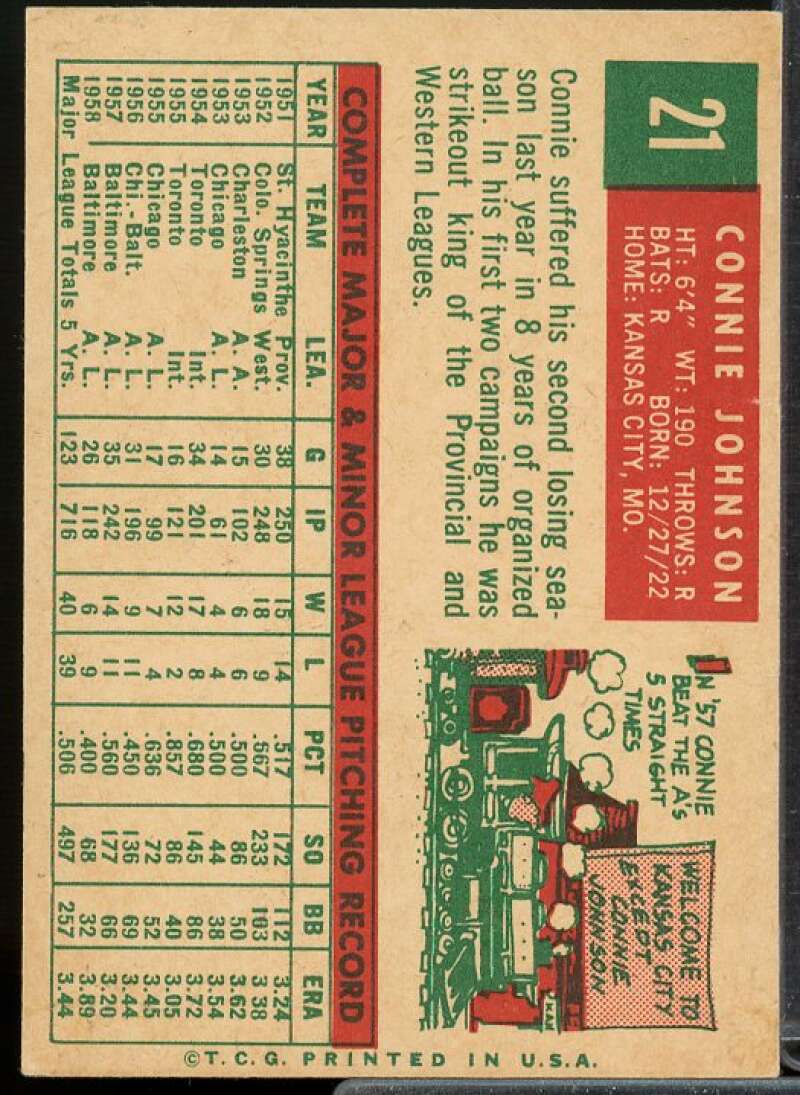 21
CONNIE JOHNSON
HT: 6'4" WT: 190 THROWS: R
BATS: R BORN: 12/27/22
HOME: KANSAS CITY, MO.
Connie suffered his second losing sea-
son last year in 8 years of organized
ball. In his first two campaigns he was
strikeout king of the Provincial and
Western Leagues.
IN '57 CONNIE
BEAT THE A's
5 STRAIGHT
TIMES
WELCOME TO
KANSAS CITY
EXCEPT
CONNIE
JOHNSON
COMPLETE MAJOR & MINOR LEAGUE PITCHING RECORD
YEAR TEAM LEA. G IP W L PCT SO BB ERA
1951 St. Hyacinthe Prov. 38 250 15 14 .517 172 112 3.24
1952 Colo. Springs West. 30 248 18 9 .667 233 103 3.38
1953 Charleston A. A. 15 102 6 6 .500 86 50 3.62
1953 Chicago A. L. 14 61 4 4 .500 44 38 3.54
1954 Toronto Int. 34 201 17 8 .680 145 86 3.72
1955 Toronto Int. 16 121 12 2 .857 86 40 3.05
1955 Chicago A. L. 17 99 7 4 .636 72 52 3.45
1956 Chi.-Balt. A. L. 31 196 9 11 .450 136 69 3.44
1957 Baltimore A. L. 35 242 14 11 .560 177 66 3.20
1958 Baltimore A. L. 26 118 6 9 .400 68 32 3.89
Major League Totals 5 Yrs. 123 716 40 39 .506 497 257 3.44
©T.C.G. PRINTED IN U.S.A.